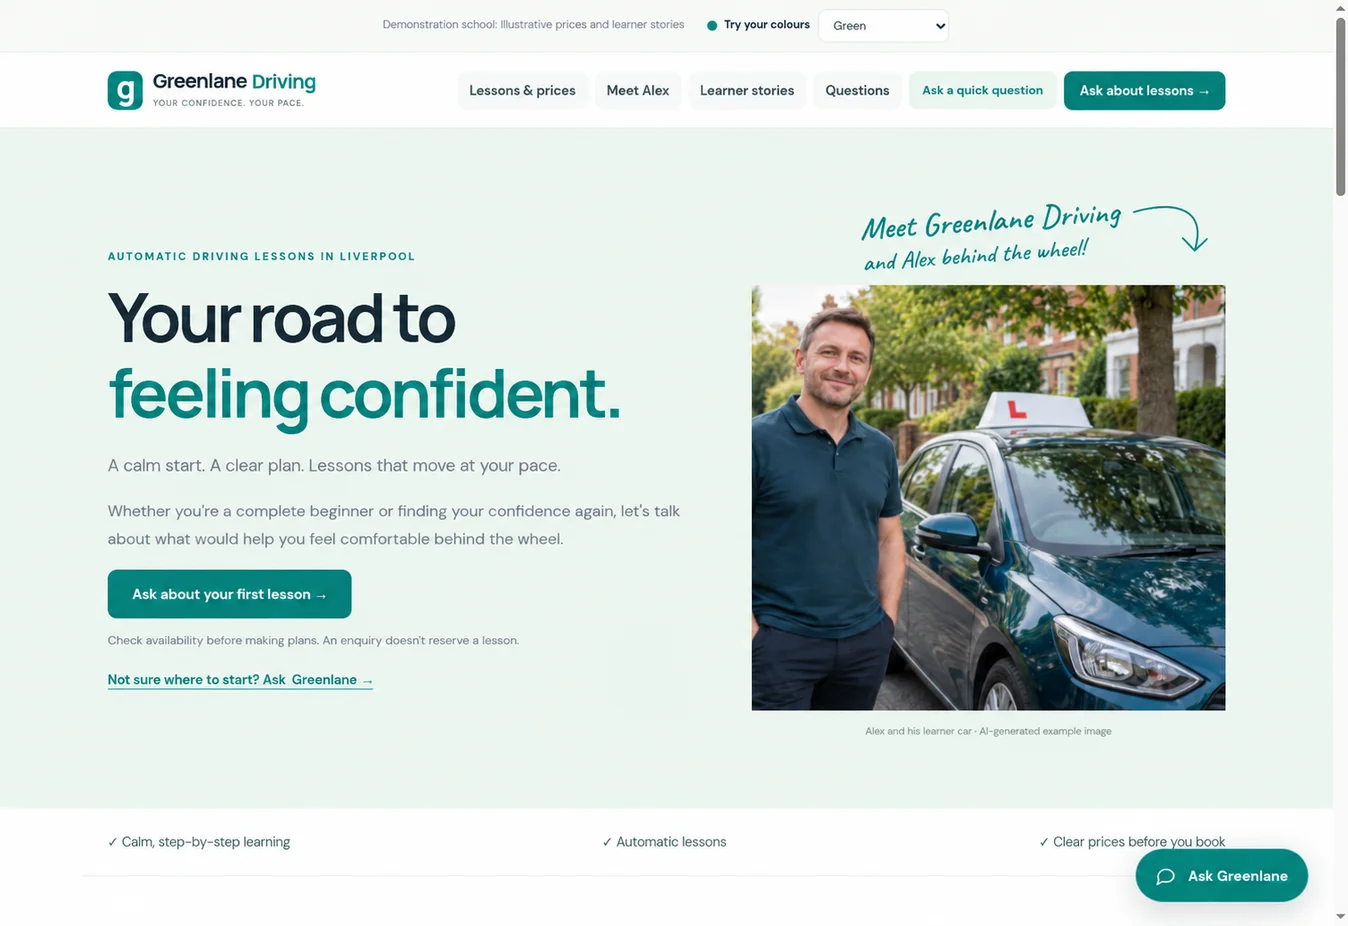 Demonstration school: Illustrative prices and learner stories
Try your colours
Green
g
Greenlane Driving
YOUR CONFIDENCE. YOUR PACE.
Lessons & prices
Meet Alex
Learner stories
Questions
Ask a quick question
Ask about lessons →
AUTOMATIC DRIVING LESSONS IN LIVERPOOL
Your road to
feeling confident.
A calm start. A clear plan. Lessons that move at your pace.
Whether you're a complete beginner or finding your confidence again, let's talk
about what would help you feel comfortable behind the wheel.
Ask about your first lesson →
Check availability before making plans. An enquiry doesn't reserve a lesson.
Not sure where to start? Ask Greenlane →
Meet Greenlane Driving
and Alex behind the wheel!
L
Alex and his learner car · AI-generated example image
✓ Calm, step-by-step learning
✓ Automatic lessons
✓ Clear prices before you book
Ask Greenlane